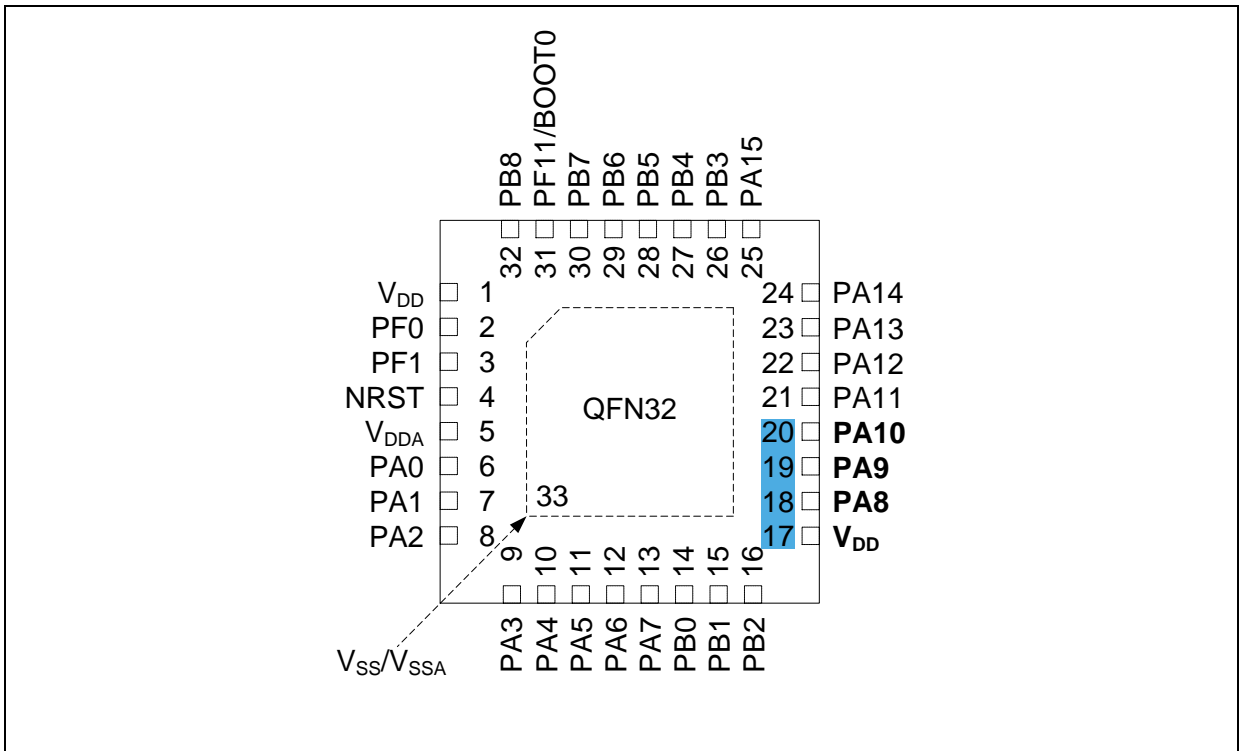 PB8
PF11/BOOT0
PB7
PB6
PB5
PB4
PB3
PA15
32
31
30
29
28
27
26
25
VDD 1
PF0 2
PF1 3
NRST 4
VDDA 5
PA0 6
PA1 7
PA2 8
24 PA14
23 PA13
22 PA12
21 PA11
20 PA10
19 PA9
18 PA8
17 VDD
QFN32
33
9
10
11
12
13
14
15
16
PA3
PA4
PA5
PA6
PA7
PB0
PB1
PB2
VSS/VSSA